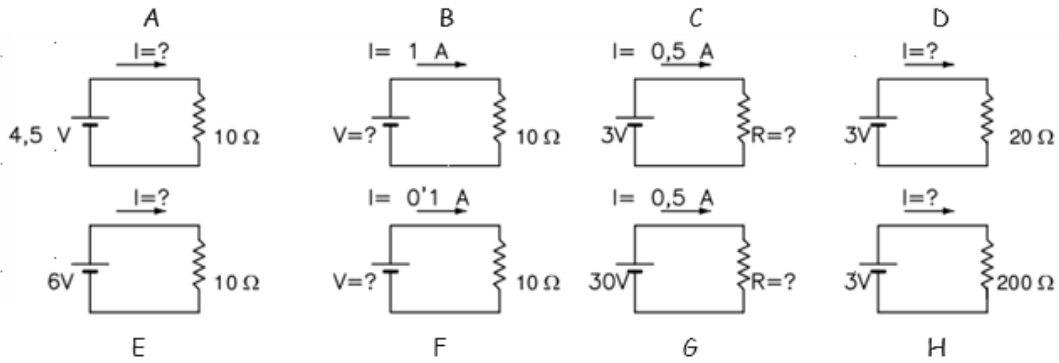 A B C D
I=? I= 1 A I= 0,5 A I=?
4,5 V 10 Ω V=? 10 Ω 3V R=? 3V 20 Ω
I=? I= 0'1 A I= 0,5 A I=?
6V 10 Ω V=? 10 Ω 30V R=? 3V 200 Ω
E F G H